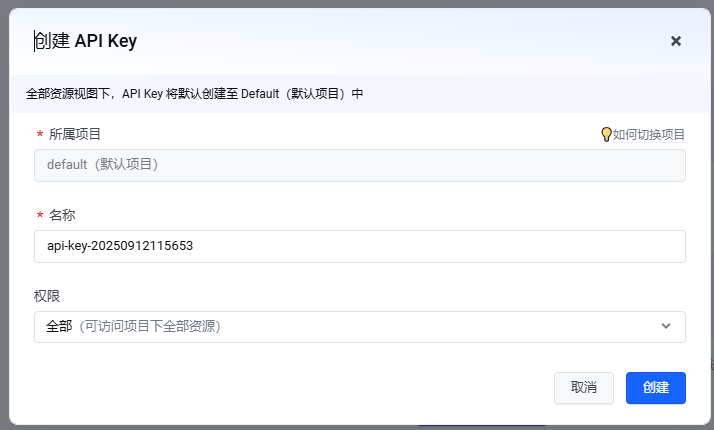 创建 API Key
全部资源视图下，API Key 将默认创建至 Default（默认项目）中
* 所属项目 如何切换项目
default（默认项目）
* 名称
api-key-20250912115653
权限
全部（可访问项目下全部资源）
取消 创建